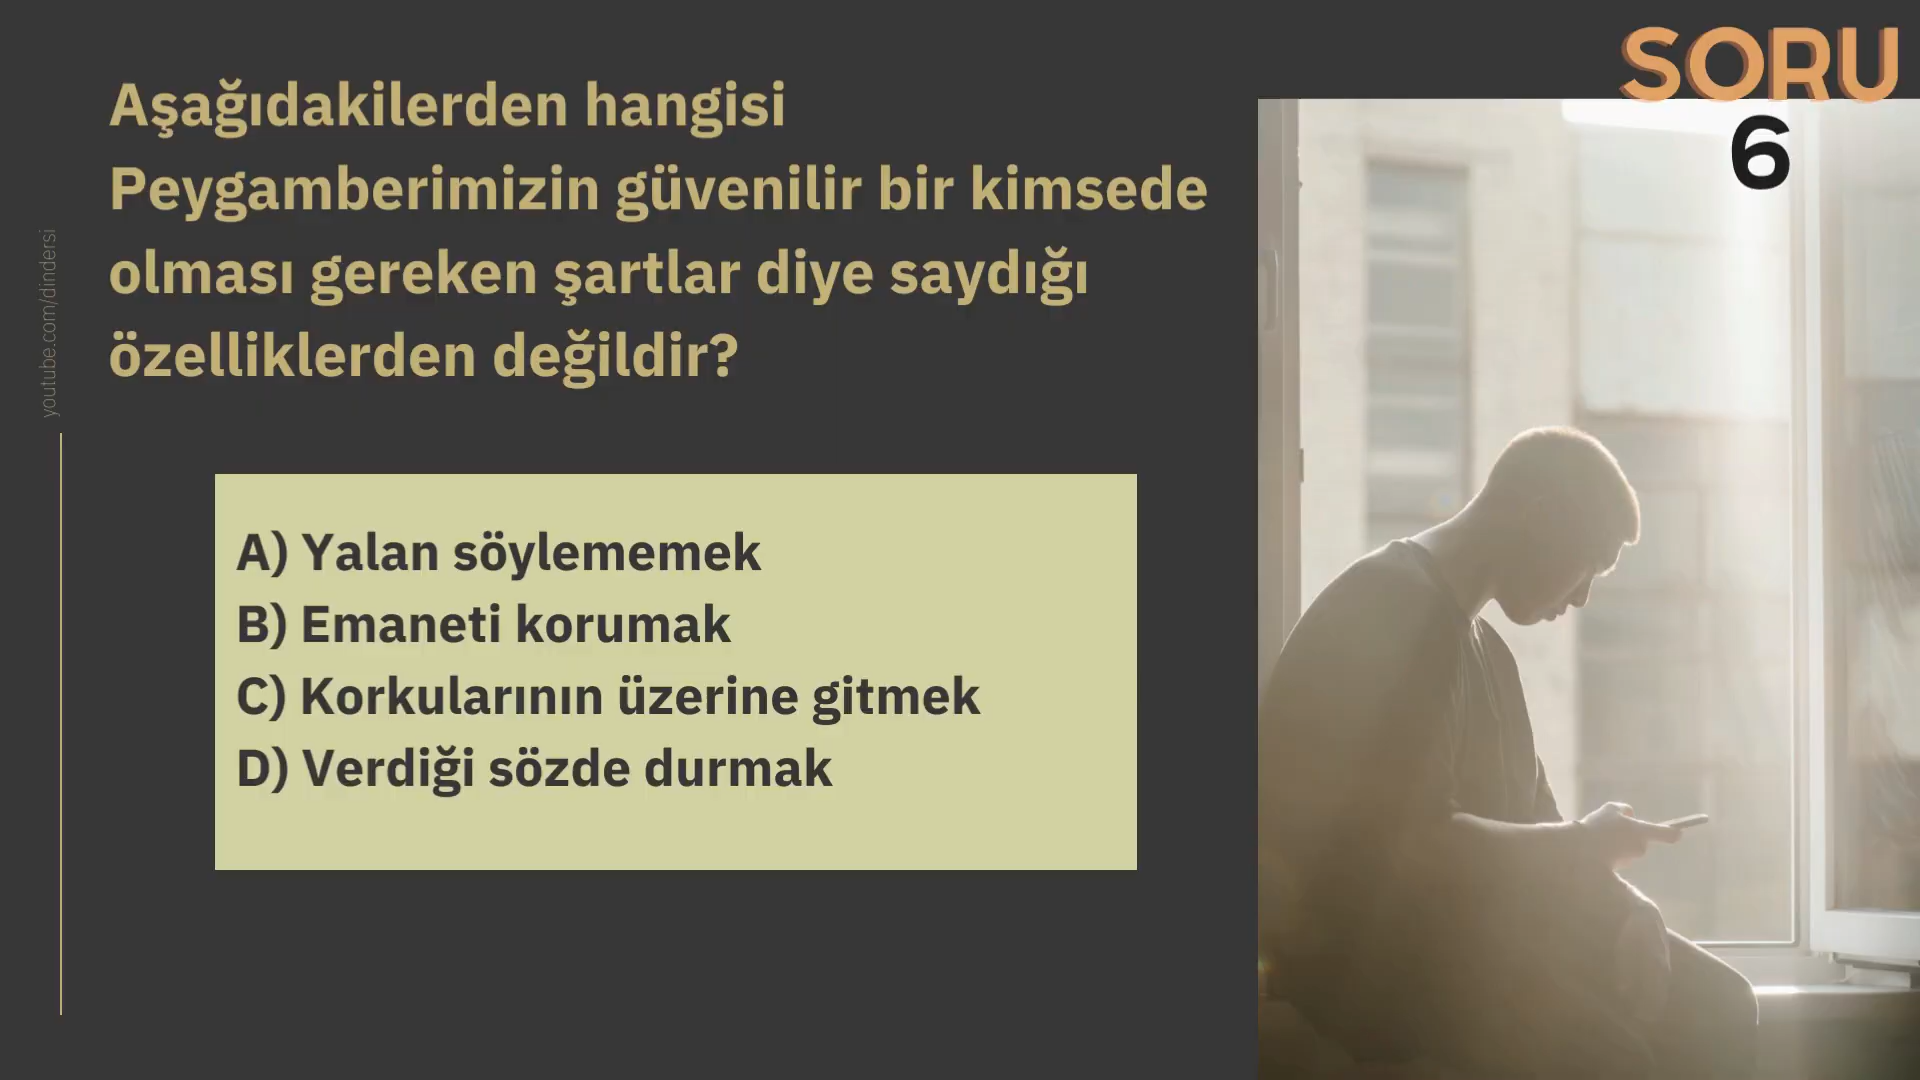 SORU
6
Aşağıdakilerden hangisi
Peygamberimizin güvenilir bir kimsede
olması gereken şartlar diye saydığı
özelliklerden değildir?
A) Yalan söylememek
B) Emaneti korumak
C) Korkularının üzerine gitmek
D) Verdiği sözde durmak
youtube.com/dindersi